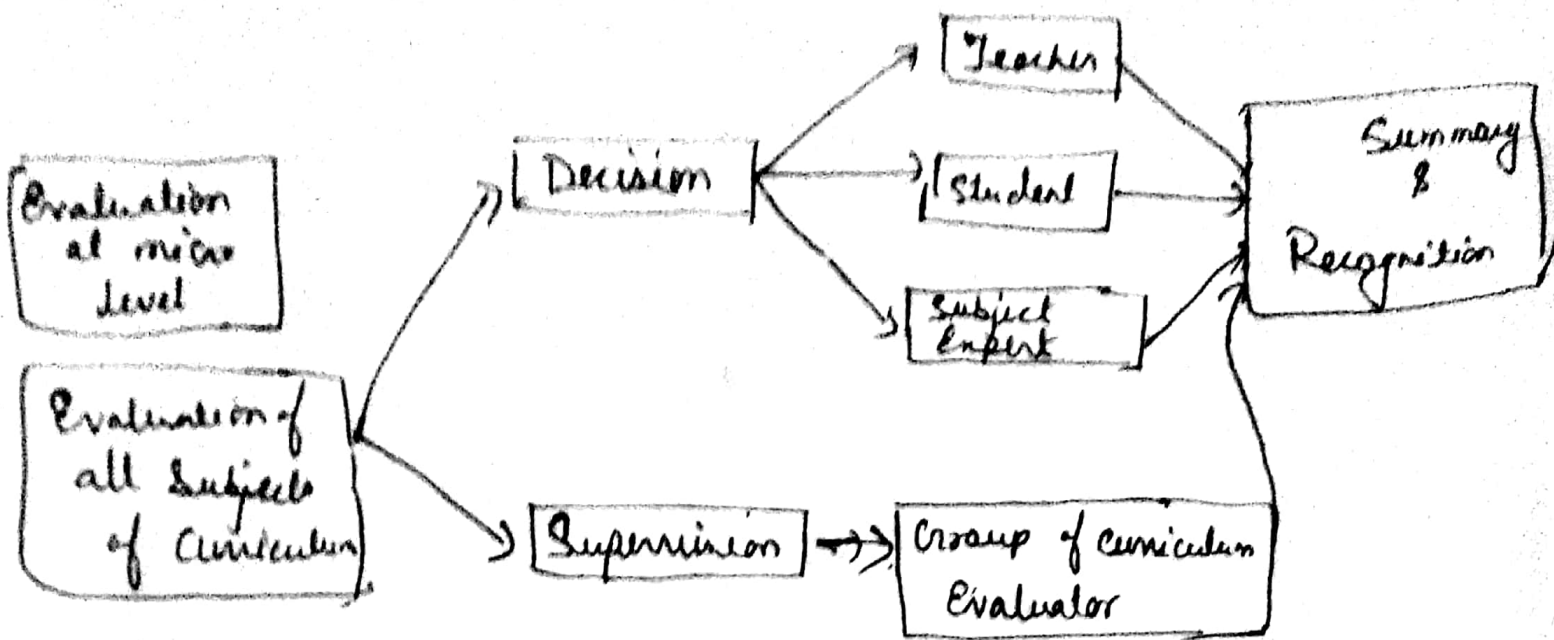 Evaluation
at micro
level
Evaluation of
all Subjects
of Curriculum
Decision
Supervision
Teacher
Student
Subject
Expert
Group of curriculum
Evaluator
Summary
&
Recognition